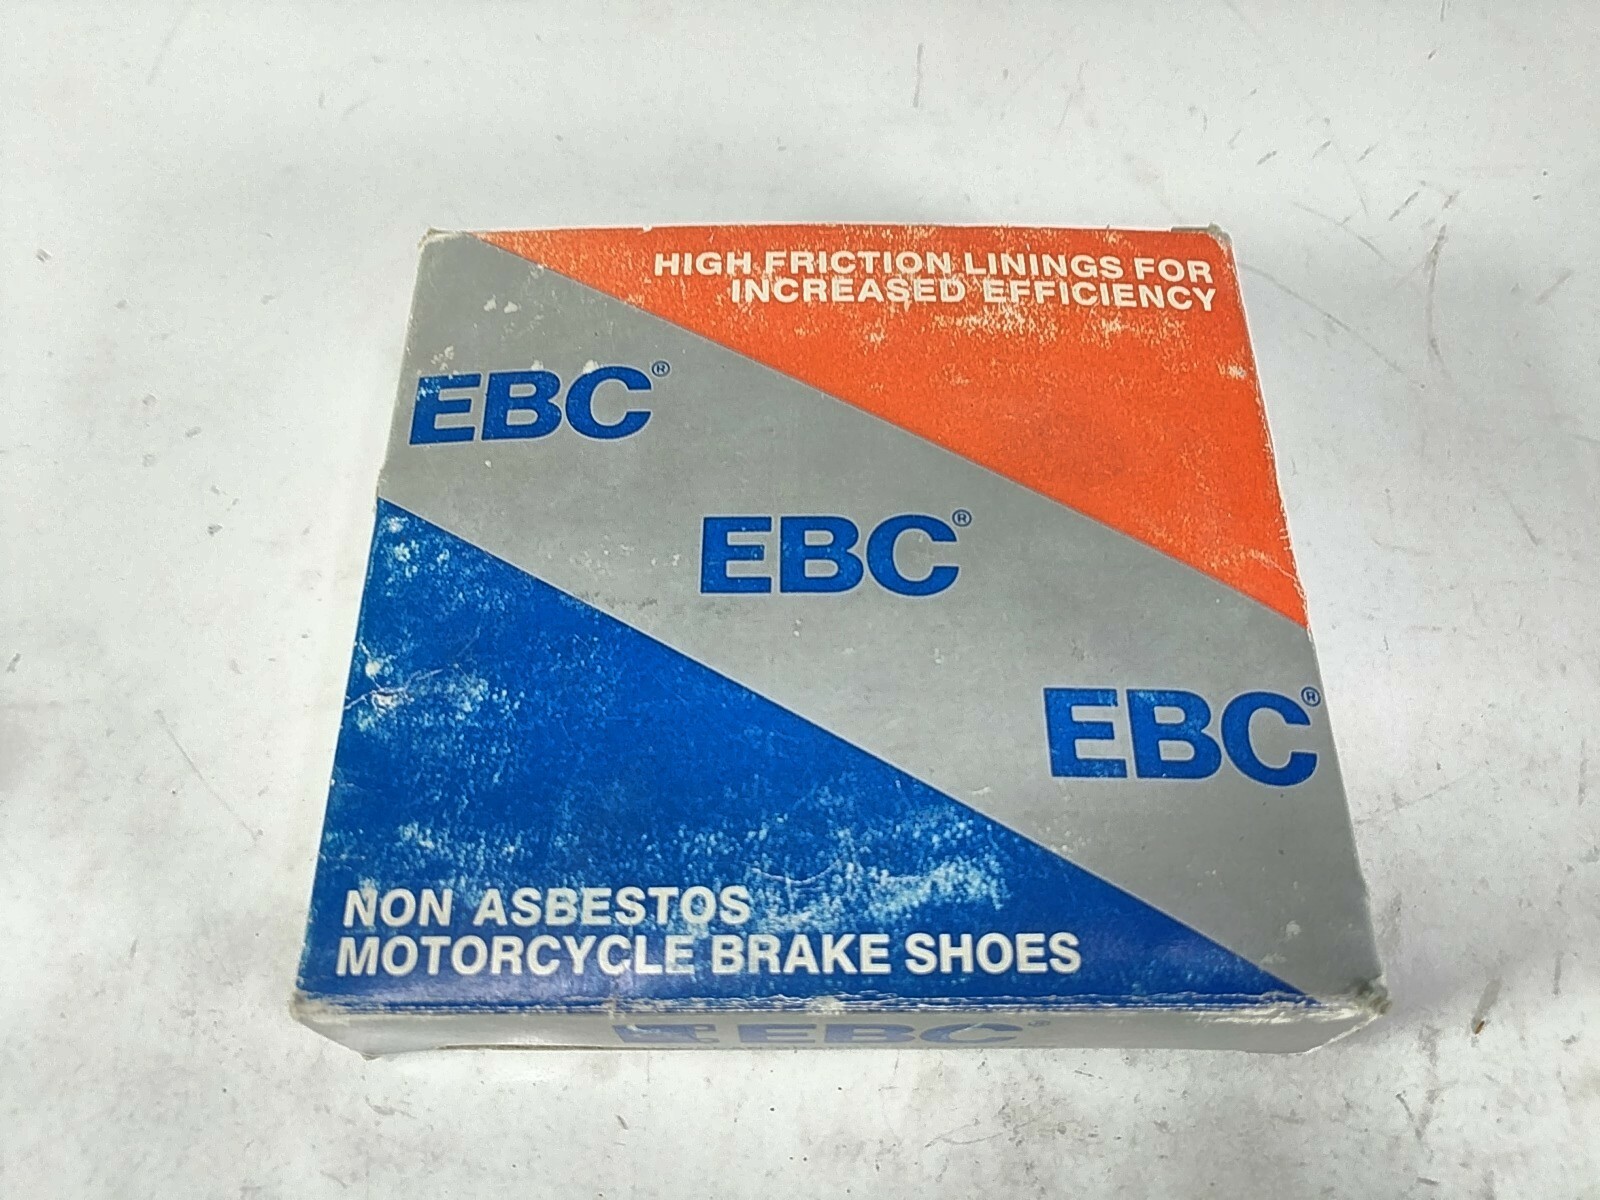 HIGH FRICTION LININGS FOR
INCREASED EFFICIENCY
EBC®
EBC®
EBC®
NON ASBESTOS
MOTORCYCLE BRAKE SHOES
EBC®